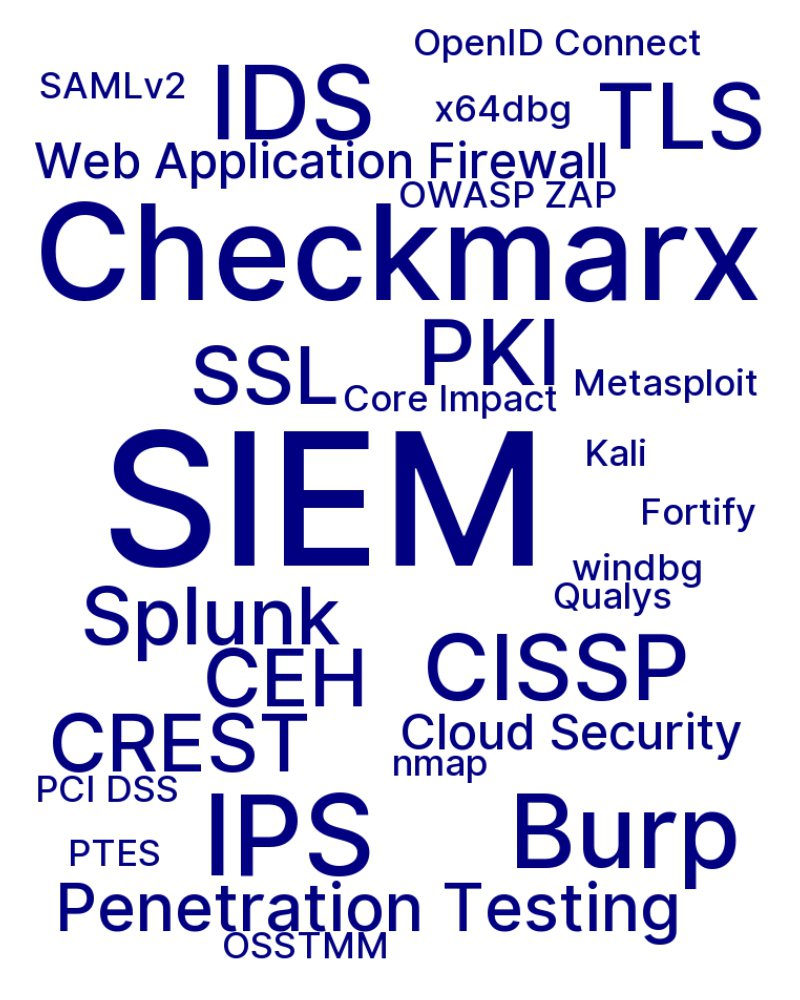 OpenID Connect
SAMLv2
IDS
x64dbg
TLS
Web Application Firewall
OWASP ZAP
Checkmarx
PKI
SSL
Metasploit
Core Impact
SIEM
Kali
Fortify
windbg
Qualys
Splunk
CISSP
CEH
CREST
Cloud Security
nmap
PCI DSS
IPS
Burp
PTES
Penetration Testing
OSSTMM